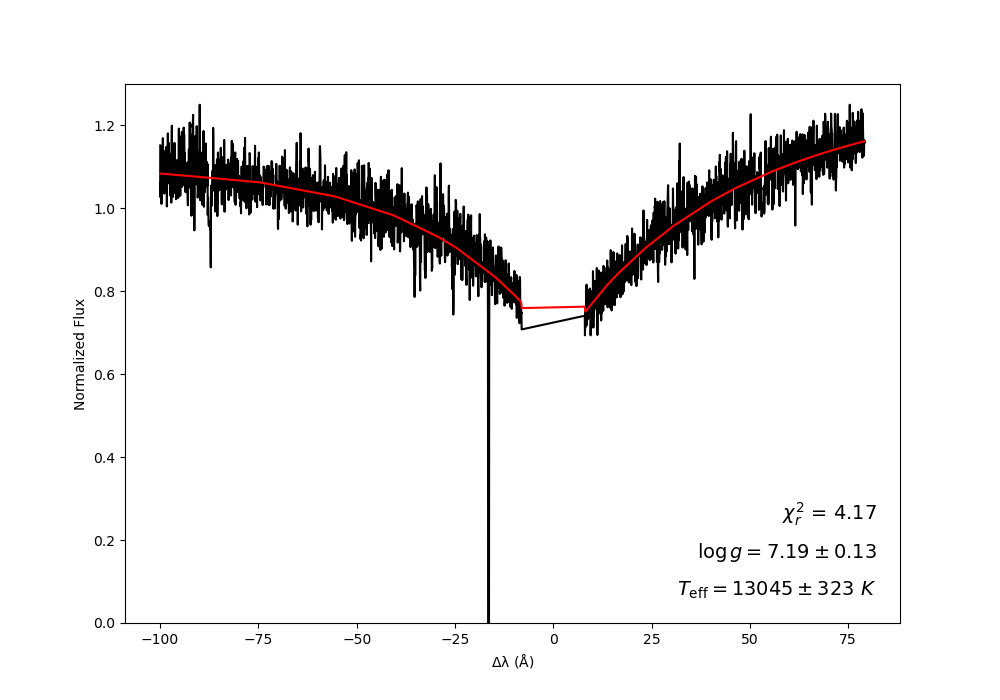 1.2
1.0
0.8
0.6
0.4
0.2
0.0
Normalized Flux
χ²ᵣ = 4.17
log g = 7.19 ± 0.13
T_eff = 13045 ± 323 K
−100 −75 −50 −25 0 25 50 75
Δλ (Å)